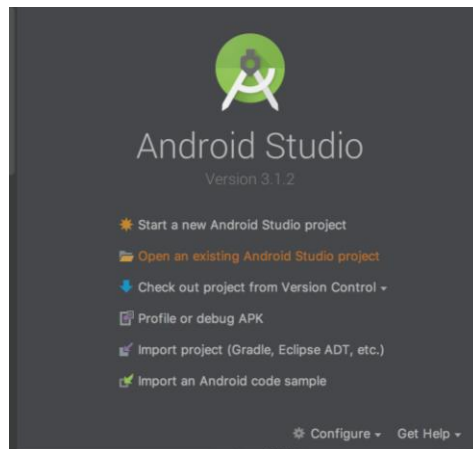 Android Studio
Version 3.1.2
Start a new Android Studio project
Open an existing Android Studio project
Check out project from Version Control
Profile or debug APK
Import project (Gradle, Eclipse ADT, etc.)
Import an Android code sample
Configure Get Help